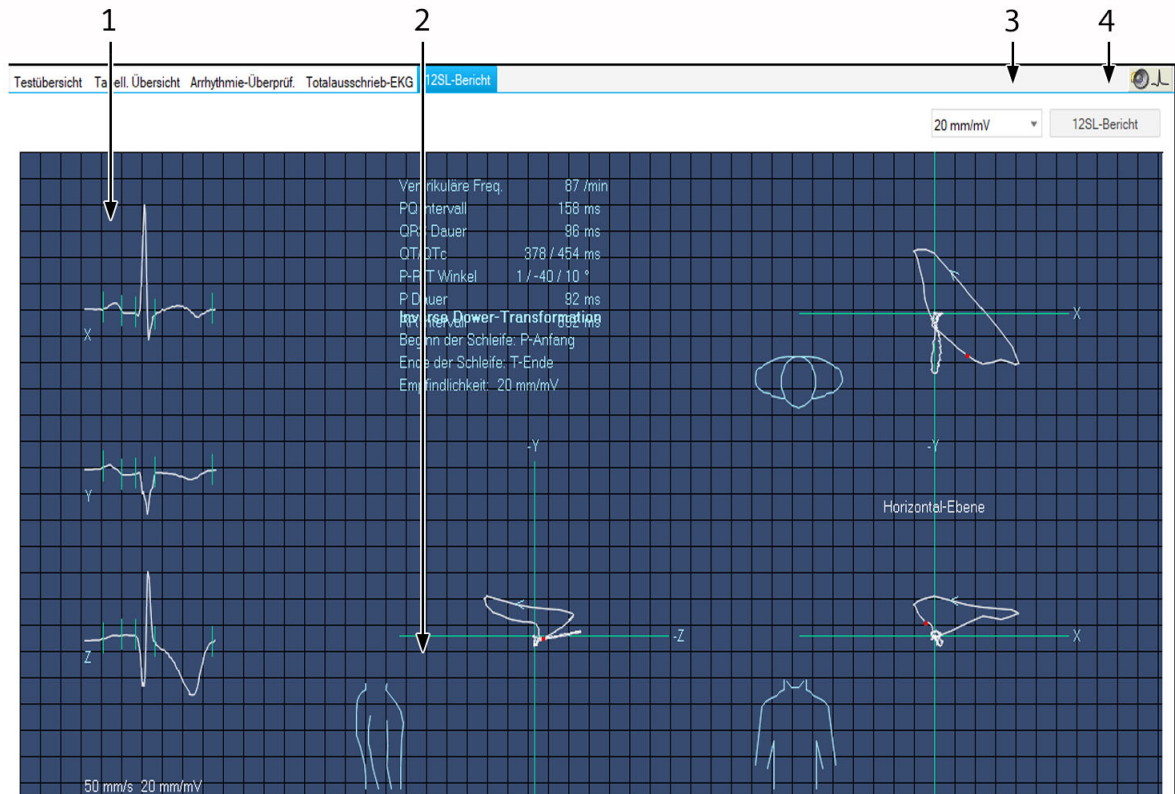 1 2 3 4
Testübersicht Tabell. Übersicht Arrhythmie-Überprüf. Totalausschrieb-EKG 12SL-Bericht
20 mm/mV 12SL-Bericht
Ventrikuläre Freq. 87 /min
PQ Intervall 158 ms
QRS Dauer 96 ms
QT/QTc 378 / 454 ms
P-R-T Winkel 1 / -40 / 10 °
P Dauer 92 ms
Inverse Dower-Transformation
RR Intervall ms
Beginn der Schleife: P-Anfang
Ende der Schleife: T-Ende
Empfindlichkeit: 20 mm/mV
X
X
-Y
-Y
Y
Horizontal-Ebene
Z
-Z
X
50 mm/s 20 mm/mV